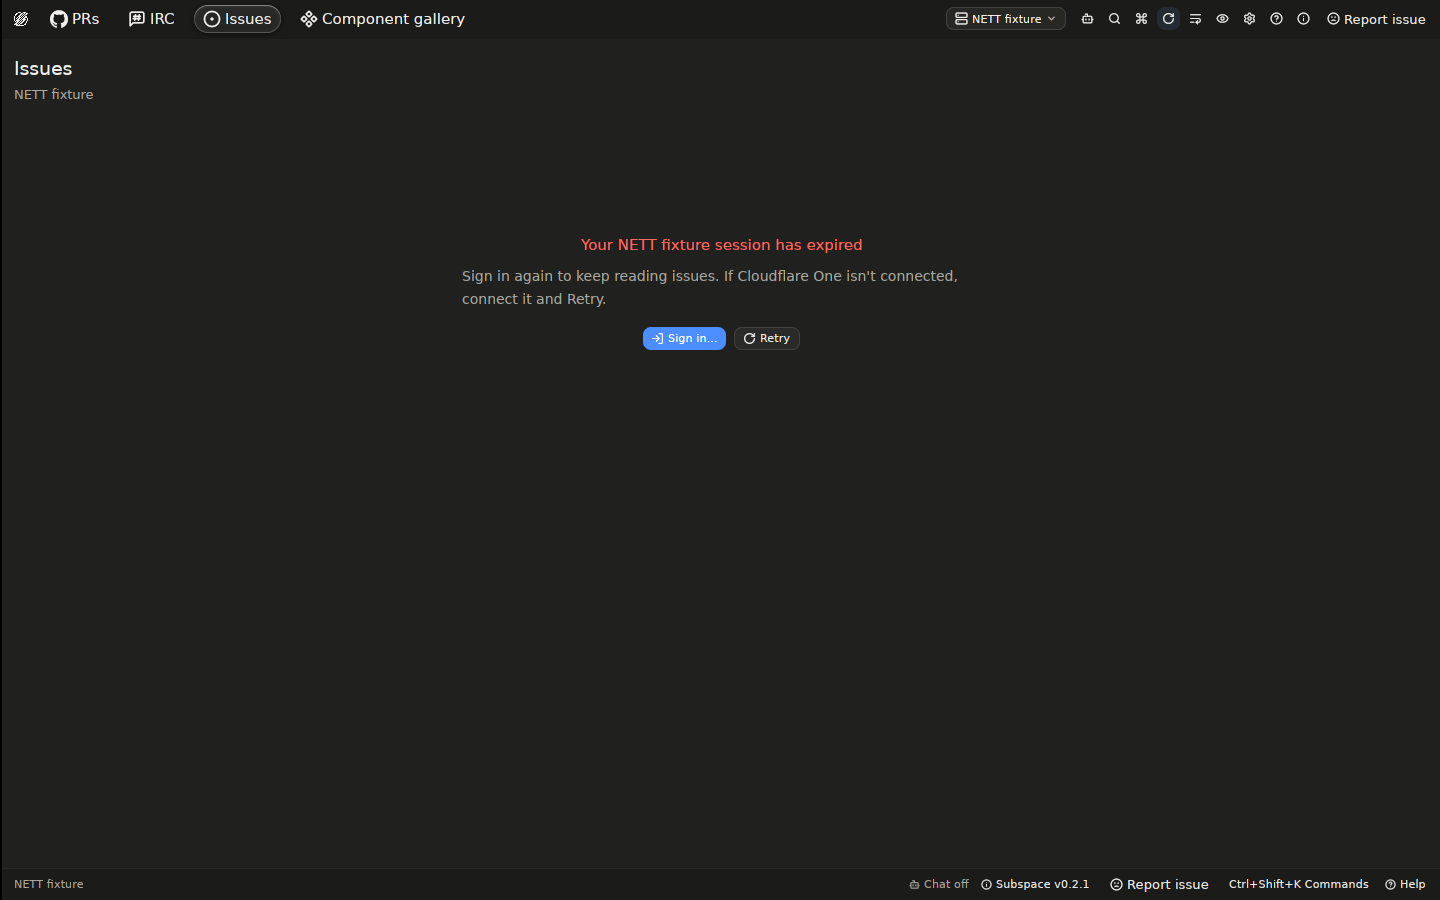 PRs
IRC
Issues
Component gallery
NETT fixture
Report issue
Issues
NETT fixture
Your NETT fixture session has expired
Sign in again to keep reading issues. If Cloudflare One isn't connected,
connect it and Retry.
Sign in...
Retry
NETT fixture
Chat off
Subspace v0.2.1
Report issue
Ctrl+Shift+K Commands
Help